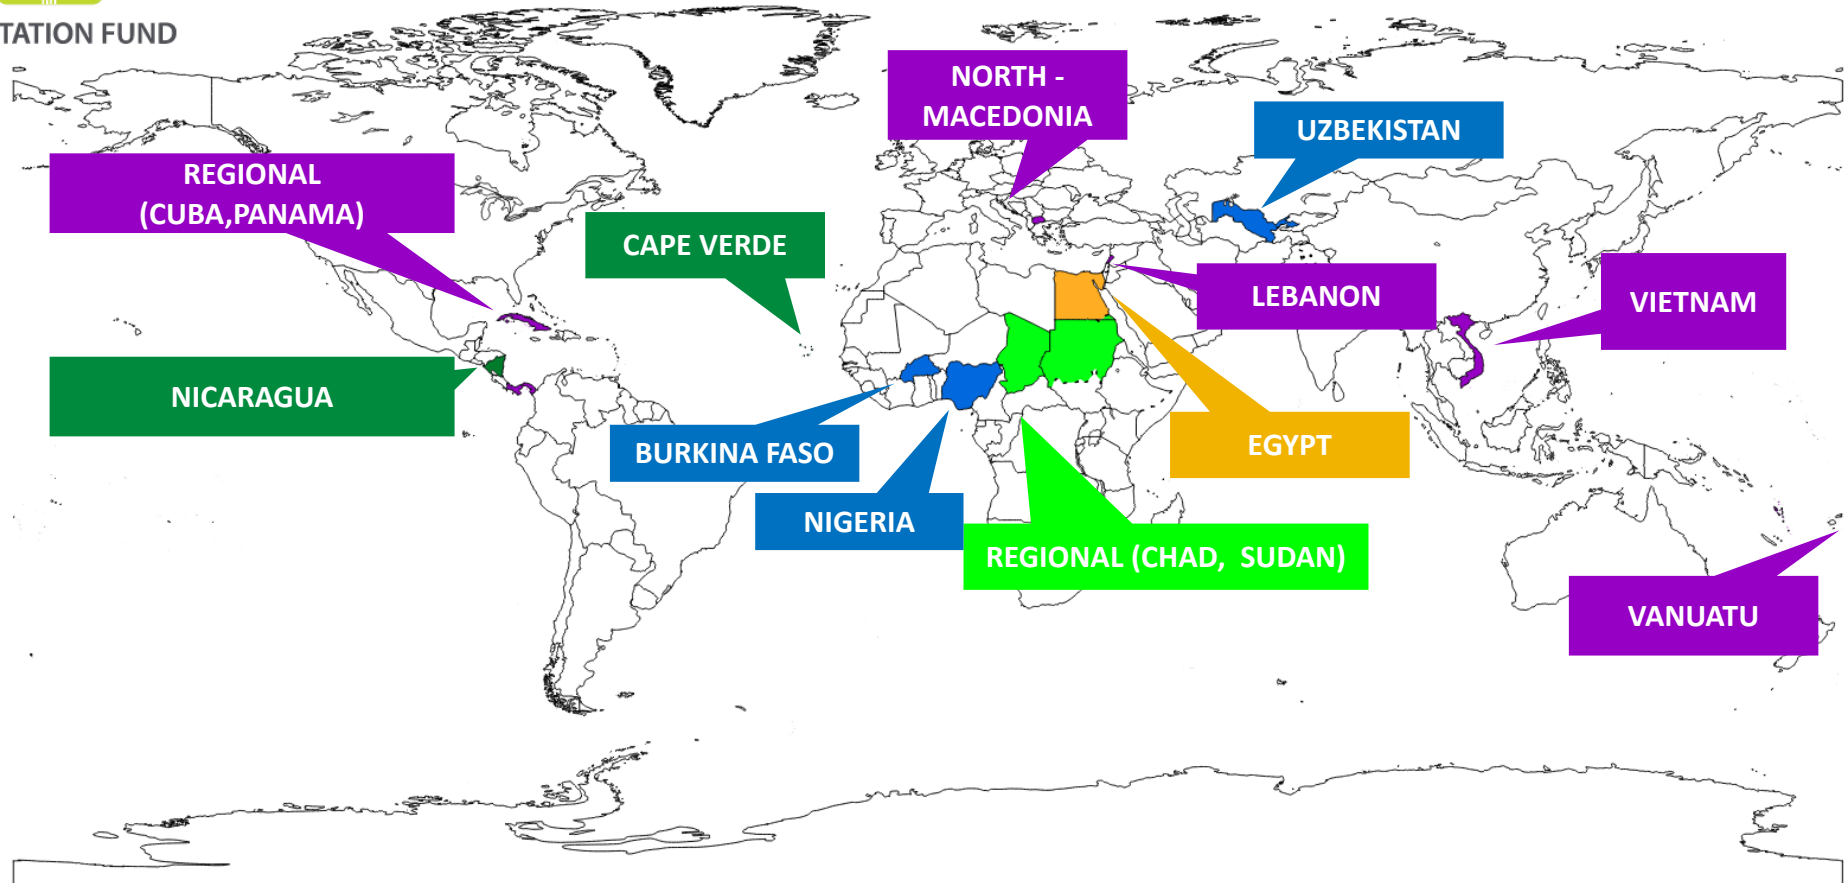 TATION FUND
NORTH -
MACEDONIA
UZBEKISTAN
REGIONAL
(CUBA,PANAMA)
CAPE VERDE
LEBANON
VIETNAM
NICARAGUA
BURKINA FASO
EGYPT
NIGERIA
REGIONAL (CHAD,  SUDAN)
VANUATU